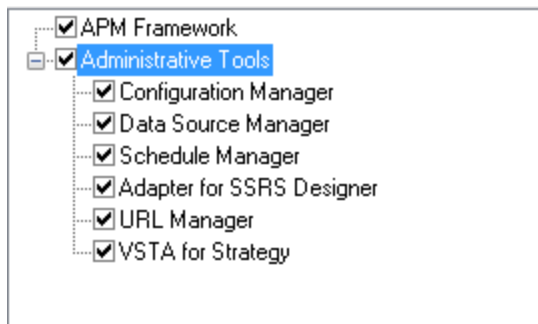 APM Framework
Administrative Tools
Configuration Manager
Data Source Manager
Schedule Manager
Adapter for SSRS Designer
URL Manager
VSTA for Strategy